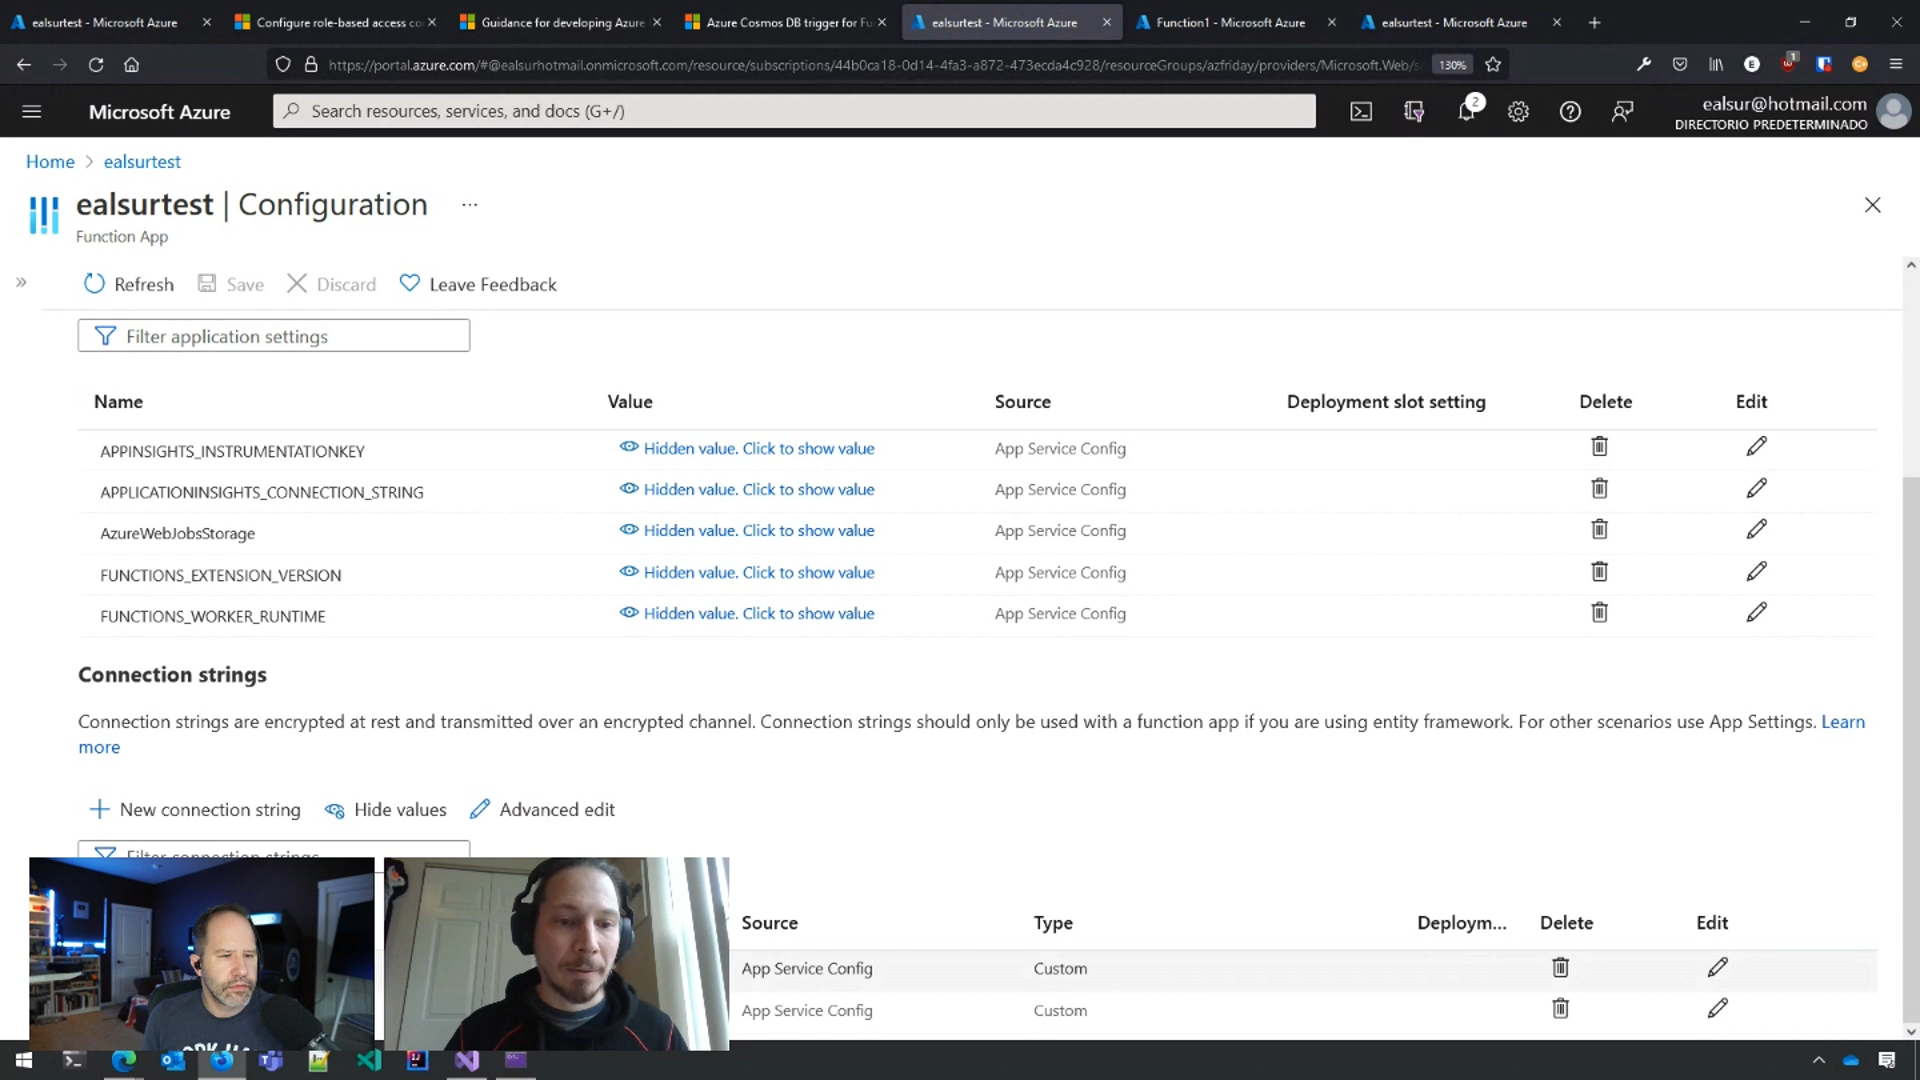 ealsurtest - Microsoft Azure
Configure role-based access co
Guidance for developing Azure
Azure Cosmos DB trigger for Fu
ealsurtest - Microsoft Azure
Function1 - Microsoft Azure
ealsurtest - Microsoft Azure
https://portal.azure.com/#@ealsurhotmail.onmicrosoft.com/resource/subscriptions/44b0ca18-0d14-4fa3-a872-473ecda4c928/resourceGroups/azfriday/providers/Microsoft.Web/s
130%
1
Microsoft Azure
Search resources, services, and docs (G+/)
2
ealsur@hotmail.com
DIRECTORIO PREDETERMINADO
Home > ealsurtest
ealsurtest | Configuration ...
Function App
Refresh Save Discard Leave Feedback
Filter application settings
Name Value Source Deployment slot setting Delete Edit
APPINSIGHTS_INSTRUMENTATIONKEY Hidden value. Click to show value App Service Config
APPLICATIONINSIGHTS_CONNECTION_STRING Hidden value. Click to show value App Service Config
AzureWebJobsStorage Hidden value. Click to show value App Service Config
FUNCTIONS_EXTENSION_VERSION Hidden value. Click to show value App Service Config
FUNCTIONS_WORKER_RUNTIME Hidden value. Click to show value App Service Config
Connection strings
Connection strings are encrypted at rest and transmitted over an encrypted channel. Connection strings should only be used with a function app if you are using entity framework. For other scenarios use App Settings. Learn
more
New connection string Hide values Advanced edit
Filter connection strings
Source Type Deploym... Delete Edit
App Service Config Custom
App Service Config Custom